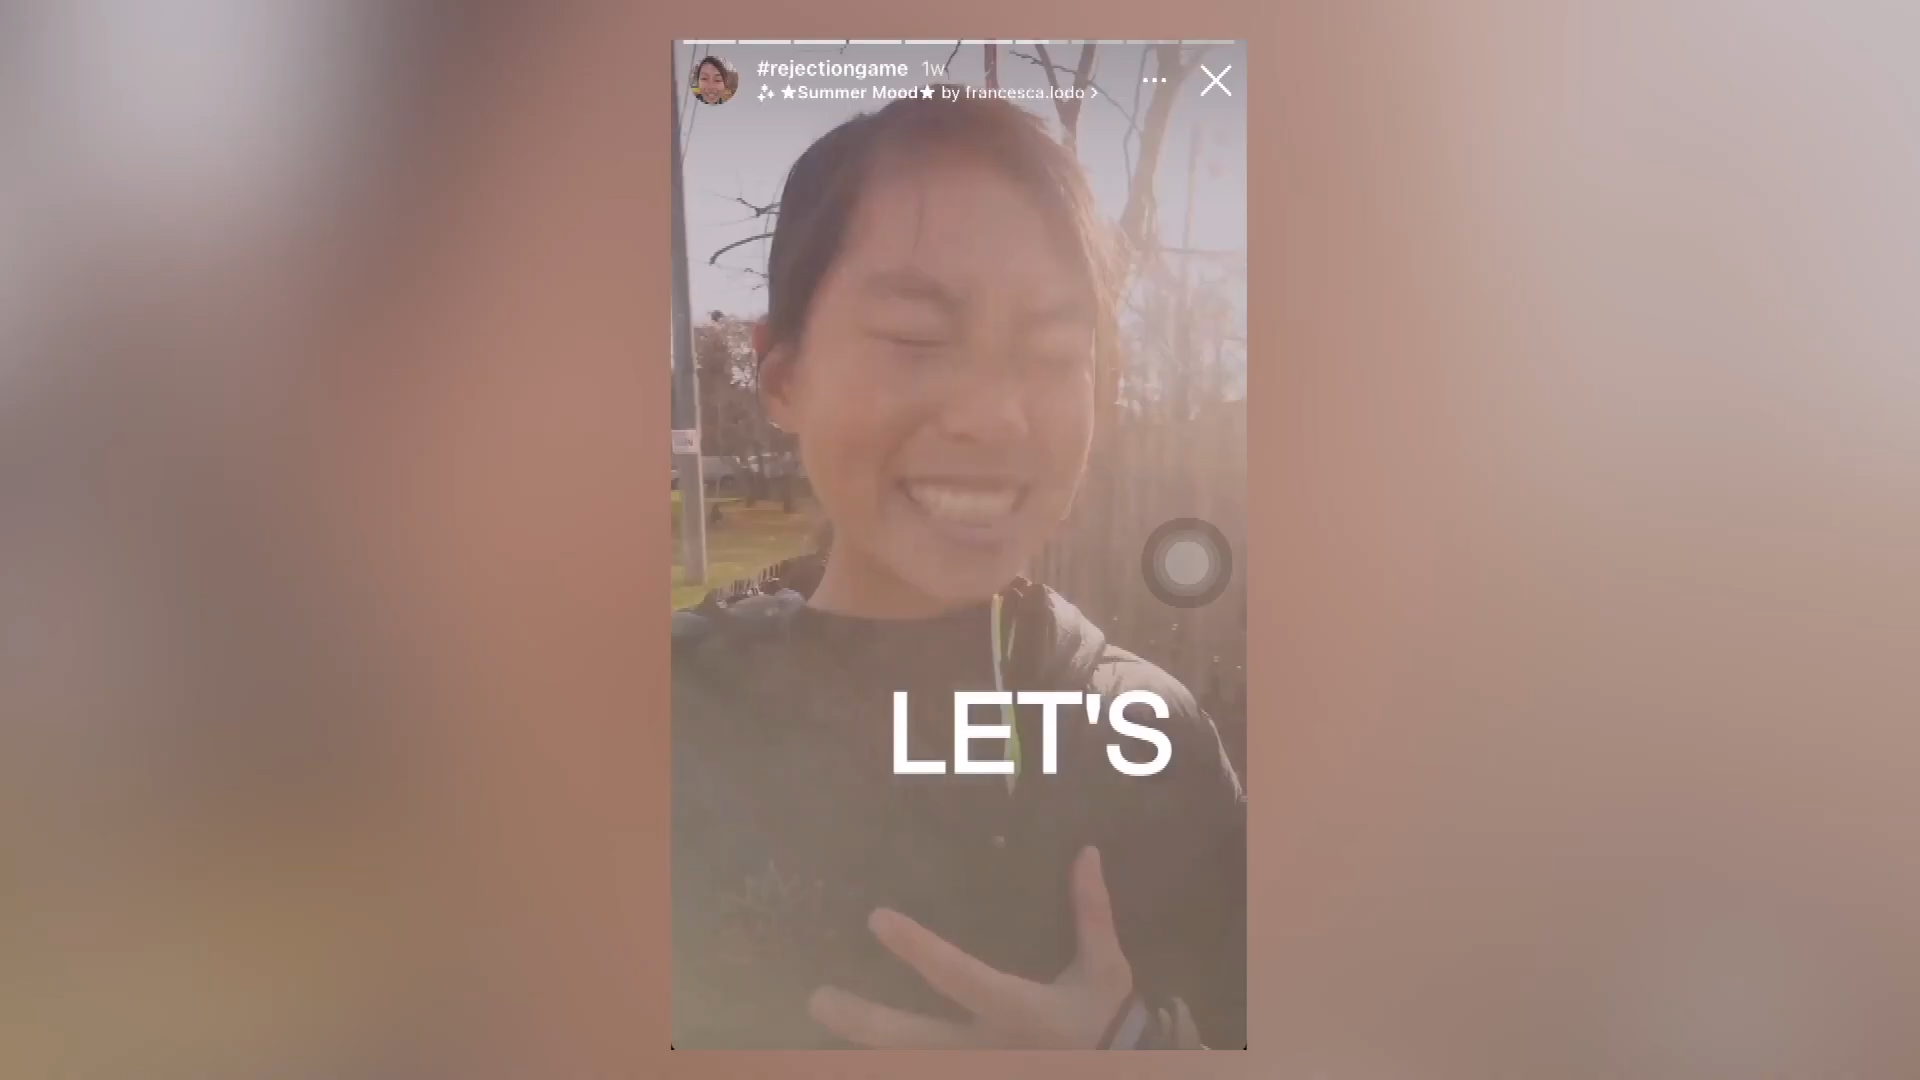 #rejectiongame 1w
★Summer Mood★ by francesca.lodo >
LET'S